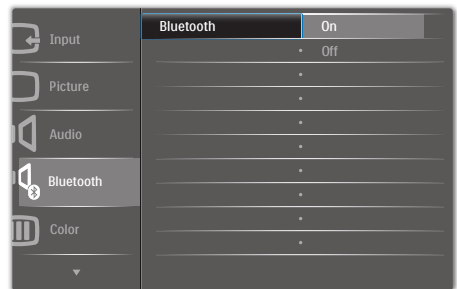 Input
Picture
Audio
Bluetooth
Color
Bluetooth On
• Off
•
•
•
•
•
•
•
•